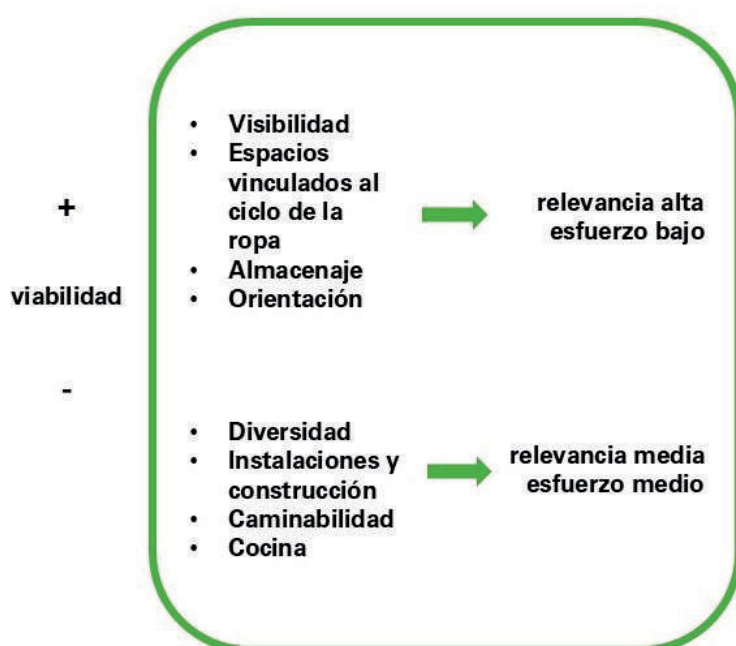 +
viabilidad
-
• Visibilidad
• Espacios
vinculados al
ciclo de la
ropa
• Almacenaje
• Orientación
relevancia alta
esfuerzo bajo
• Diversidad
• Instalaciones y
construcción
• Caminabilidad
• Cocina
relevancia media
esfuerzo medio